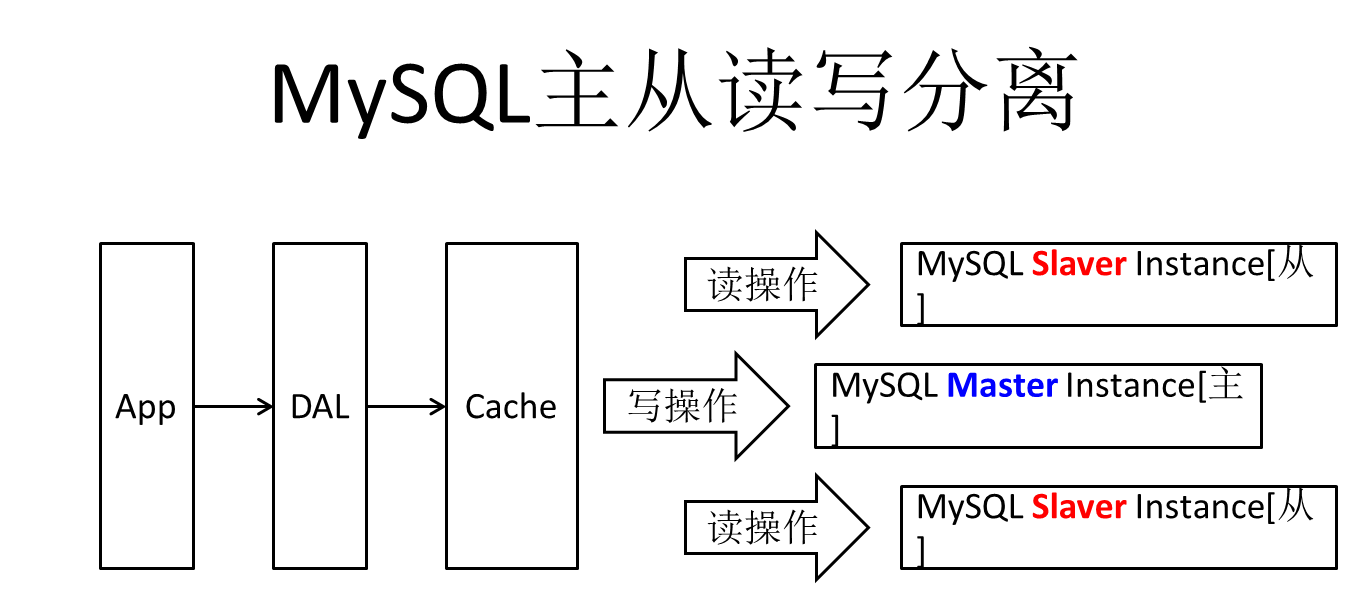 MySQL主从读写分离
App
DAL
Cache
读操作
MySQL Slaver Instance[从
]
写操作
MySQL Master Instance[主
]
读操作
MySQL Slaver Instance[从
]